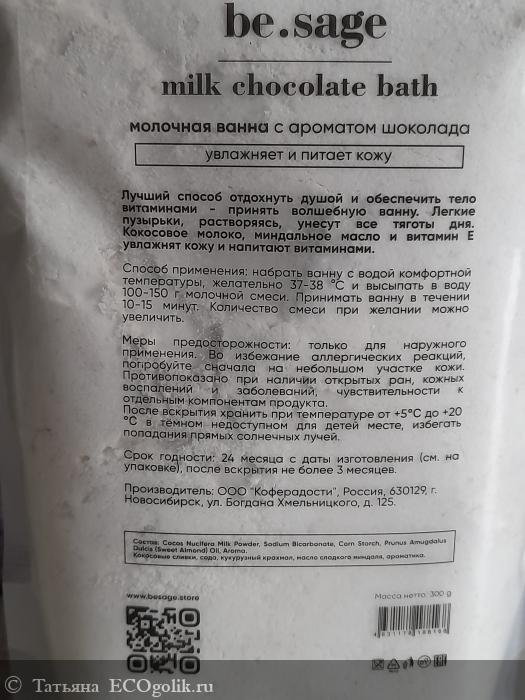 be.sage
milk chocolate bath
молочная ванна с ароматом шоколада
увлажняет и питает кожу
Лучший способ отдохнуть душой и обеспечить тело
витаминами - принять волшебную ванну. Легкие
пузырьки, растворяясь, унесут все тяготы дня.
Кокосовое молоко, миндальное масло и витамин Е
увлажнят кожу и напитают витаминами.
Способ применения: набрать ванну с водой комфортной
температуры, желательно 37-38 °С и высыпать в воду
100-150 г молочной смеси. Принимать ванну в течении
10-15 минут. Количество смеси при желании можно
увеличить.
Меры предосторожности: только для наружного
применения. Во избежание аллергических реакций,
попробуйте сначала на небольшом участке кожи.
Противопоказано при наличии открытых ран, кожных
воспалений и заболеваний, чувствительности к
отдельным компонентам продукта.
После вскрытия хранить при температуре от +5°С до +20
°С в темном недоступном для детей месте, избегать
попадания прямых солнечных лучей.
Срок годности: 24 месяца с даты изготовления (см. на
упаковке), после вскрытия не более 3 месяцев.
Производитель: ООО "Коферадости", Россия, 630129, г.
Новосибирск, ул. Богдана Хмельницкого, д. 125.
Состав: Cocos Nucifera Milk Powder, Sodium Bicarbonate, Corn Starch, Prunus Amugdalus
Dulcis (Sweet Almond) Oil, Aroma.
Кокосовые сливки, сода, кукурузный крахмал, масло сладкого миндаля, ароматика.
www.besage.store
Масса нетто: 300 g
© Татьяна ECOgolik.ru